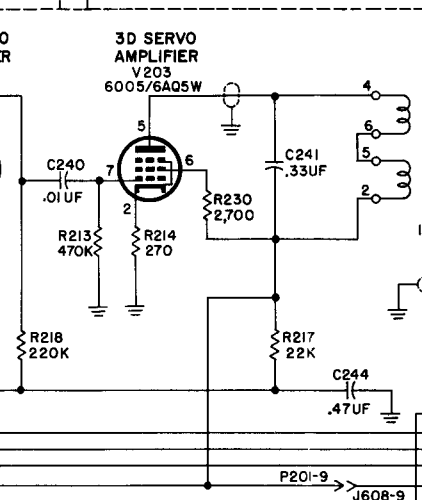 3D SERVO
AMPLIFIER
V203
6005/6AQ5W
5
7
6
2
C240
.01UF
R213
470K
R214
270
R230
2,700
C241
.33UF
4
6
5
2
R218
220K
R217
22K
C244
.47UF
P201-9
J608-9